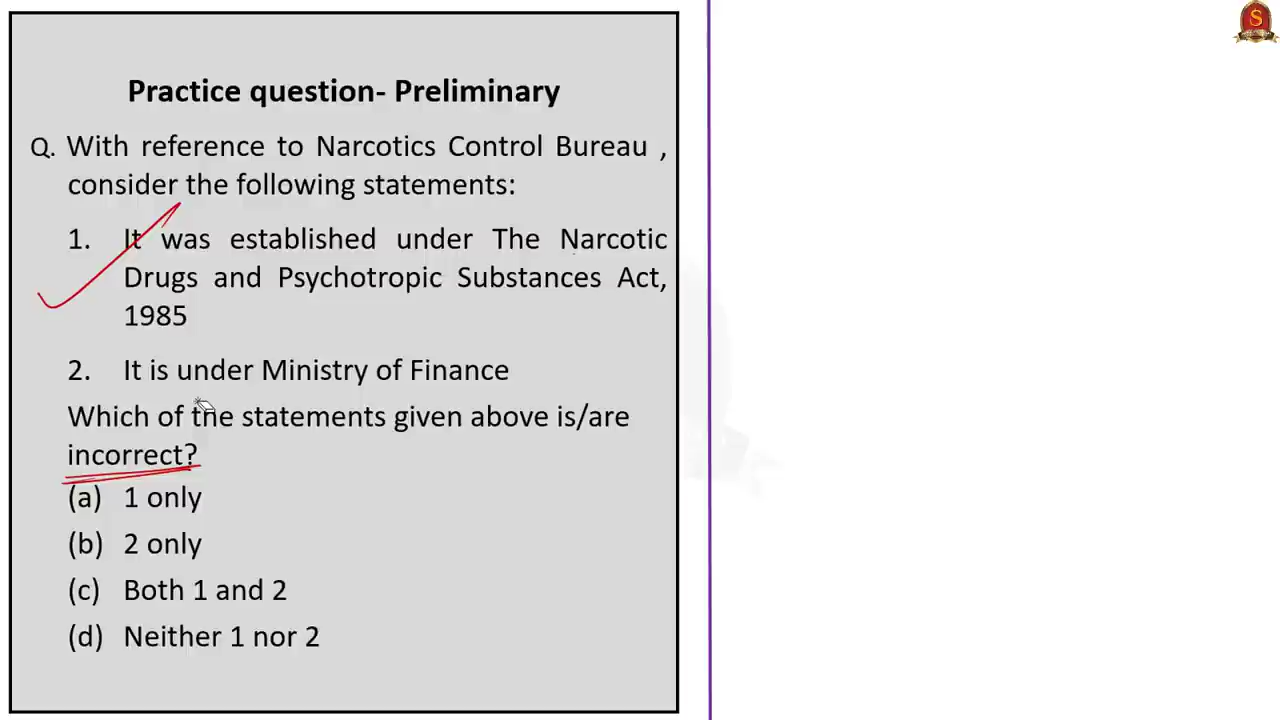 Practice question- Preliminary
Q. With reference to Narcotics Control Bureau ,
consider the following statements:
1. It was established under The Narcotic
Drugs and Psychotropic Substances Act,
1985
2. It is under Ministry of Finance
Which of the statements given above is/are
incorrect?
(a) 1 only
(b) 2 only
(c) Both 1 and 2
(d) Neither 1 nor 2
S